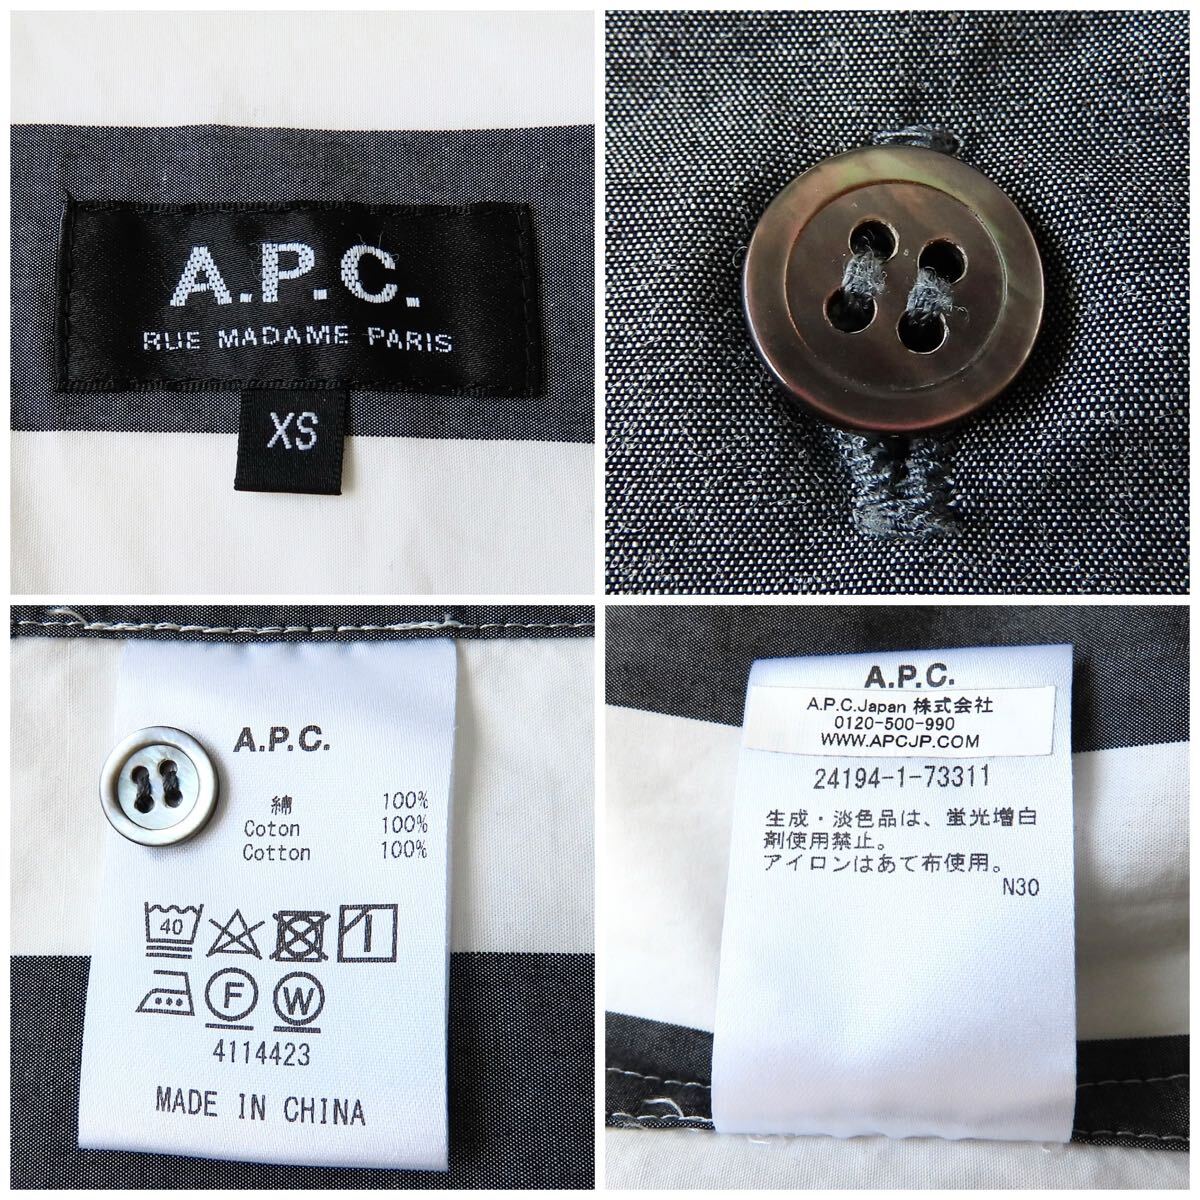 A.P.C.
RUE MADAME PARIS
XS
A.P.C.
綿 100%
Coton 100%
Cotton 100%
40
F W
4114423
MADE IN CHINA
A.P.C.
A.P.C.Japan 株式会社
0120-500-990
WWW.APCJP.COM
24194-1-73311
生成・淡色品は、蛍光増白
剤使用禁止。
アイロンはあて布使用。
N30